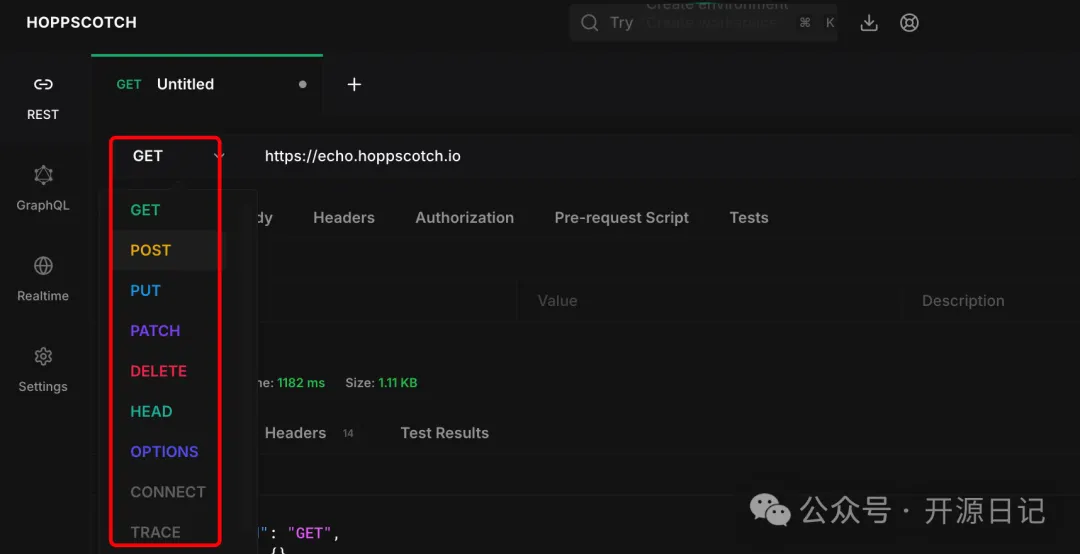 HOPPSCOTCH
Create environment
Try Create workspace ⌘ K
GET Untitled
REST
GET https://echo.hoppscotch.io
GraphQL
GET
dy Headers Authorization Pre-request Script Tests
POST
Realtime
PUT
Value Description
PATCH
Settings
DELETE
ne: 1182 ms Size: 1.11 KB
HEAD
Headers 14 Test Results
OPTIONS
CONNECT
公众号 · 开源日记
TRACE
": "GET",
{}